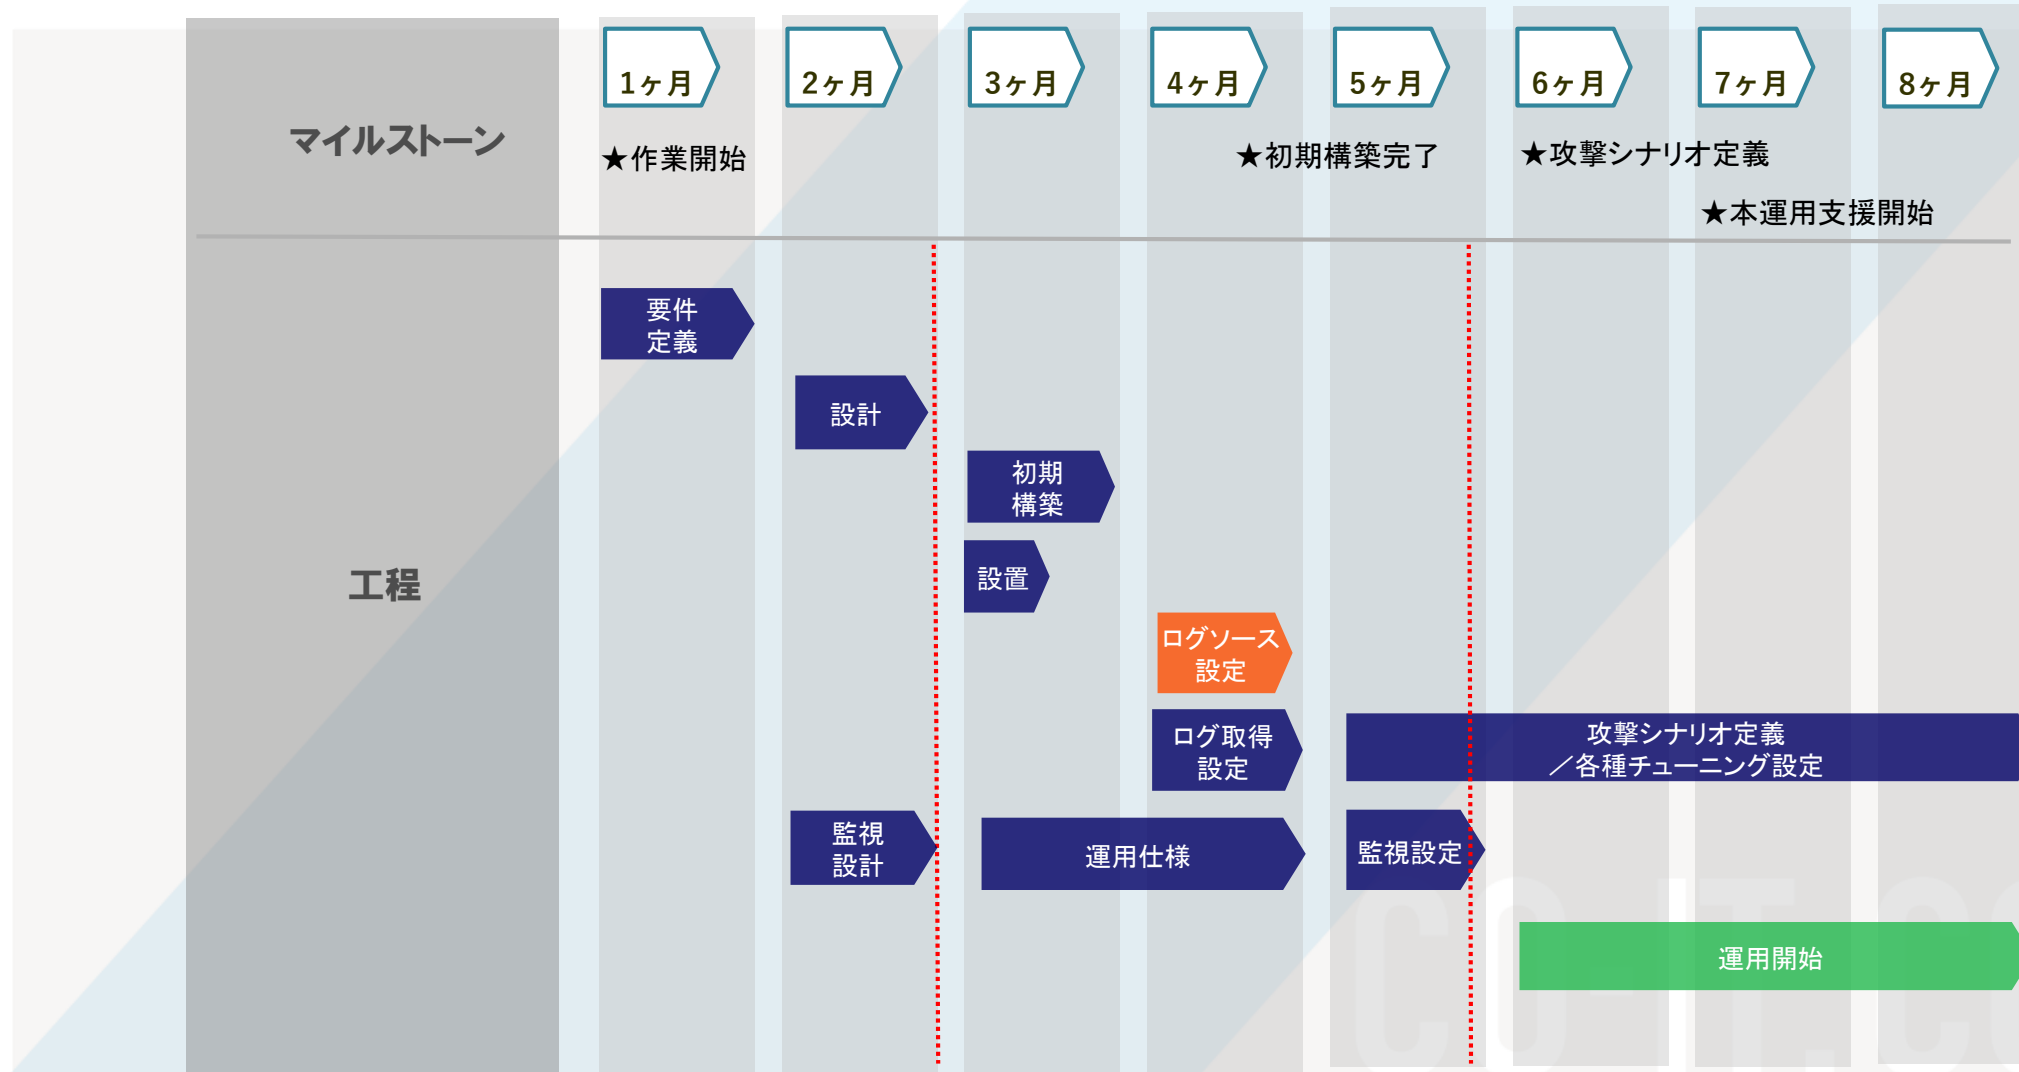 1ヶ月
2ヶ月
3ヶ月
4ヶ月
5ヶ月
6ヶ月
7ヶ月
8ヶ月
マイルストーン
★作業開始
★初期構築完了
★攻撃シナリオ定義
★本運用支援開始
工程
要件
定義
設計
初期
構築
設置
ログソース
設定
ログ取得
設定
攻撃シナリオ定義
／各種チューニング設定
監視
設計
運用仕様
監視設定
運用開始